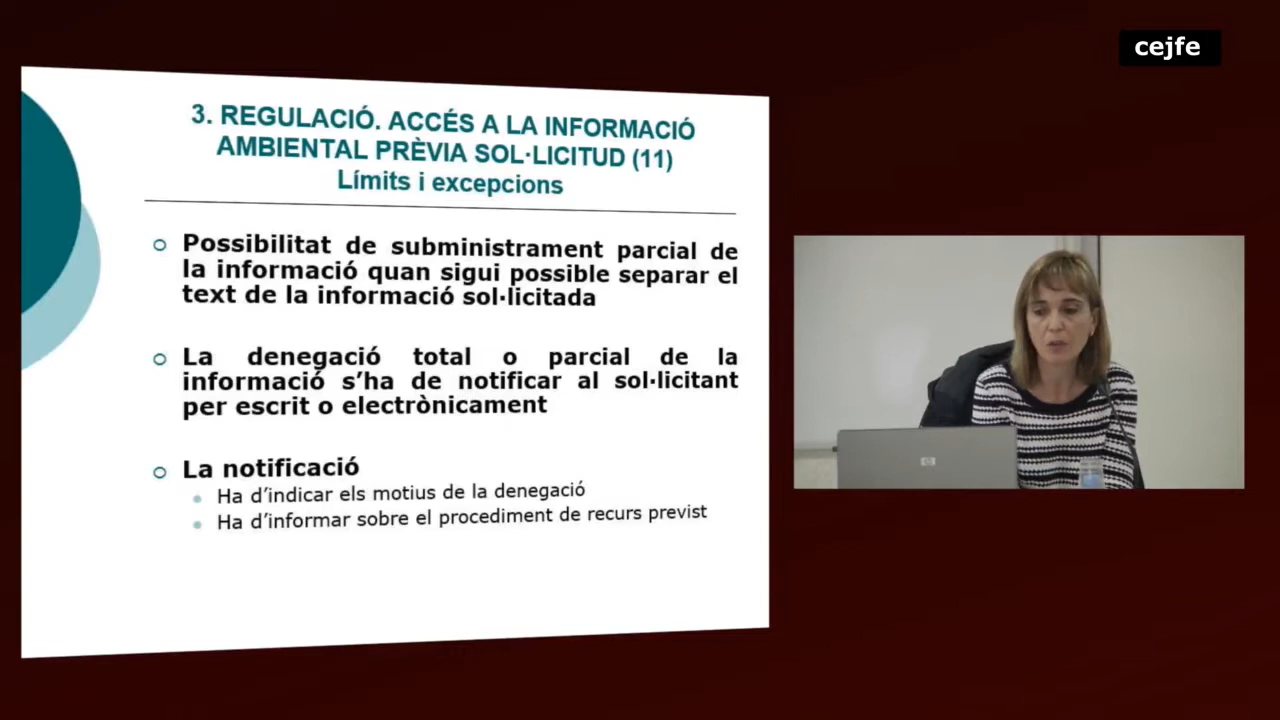 cejfe
3. REGULACIÓ. ACCÉS A LA INFORMACIÓ
AMBIENTAL PRÈVIA SOL·LICITUD (11)
Límits i excepcions
Possibilitat de subministrament parcial de
la informació quan sigui possible separar el
text de la informació sol·licitada
La denegació total o parcial de la
informació s’ha de notificar al sol·licitant
per escrit o electrònicament
La notificació
Ha d’indicar els motius de la denegació
Ha d’informar sobre el procediment de recurs previst
hp